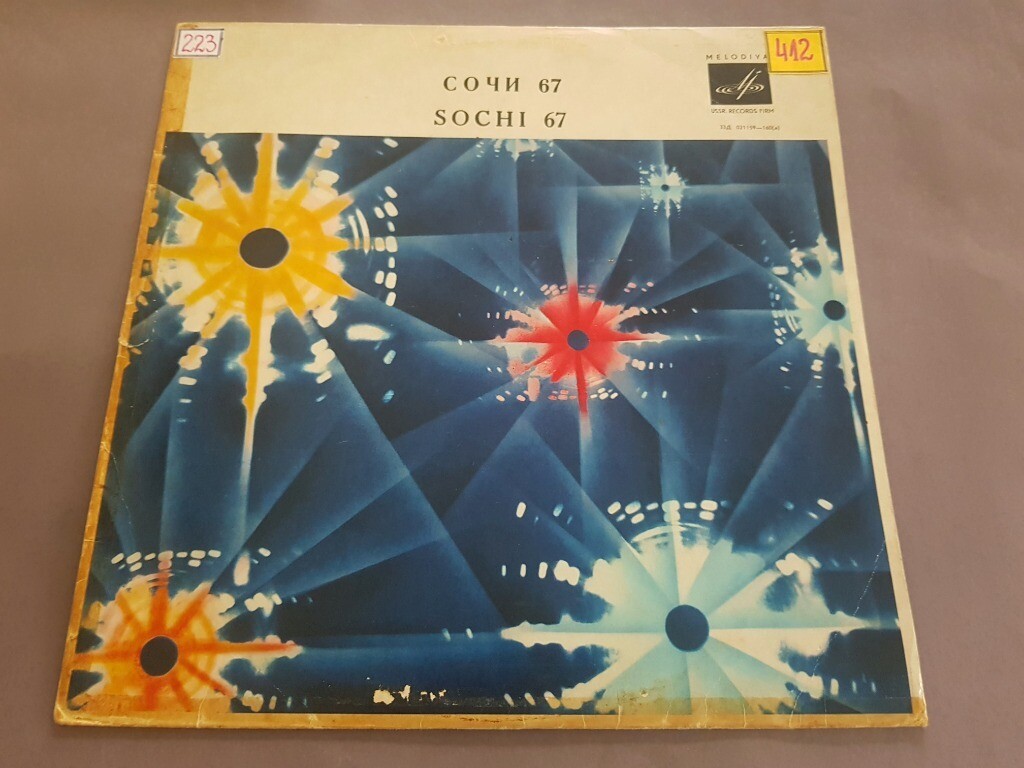 223
412
MELODIYA
СОЧИ 67
SOCHI 67
USSR RECORDS FIRM